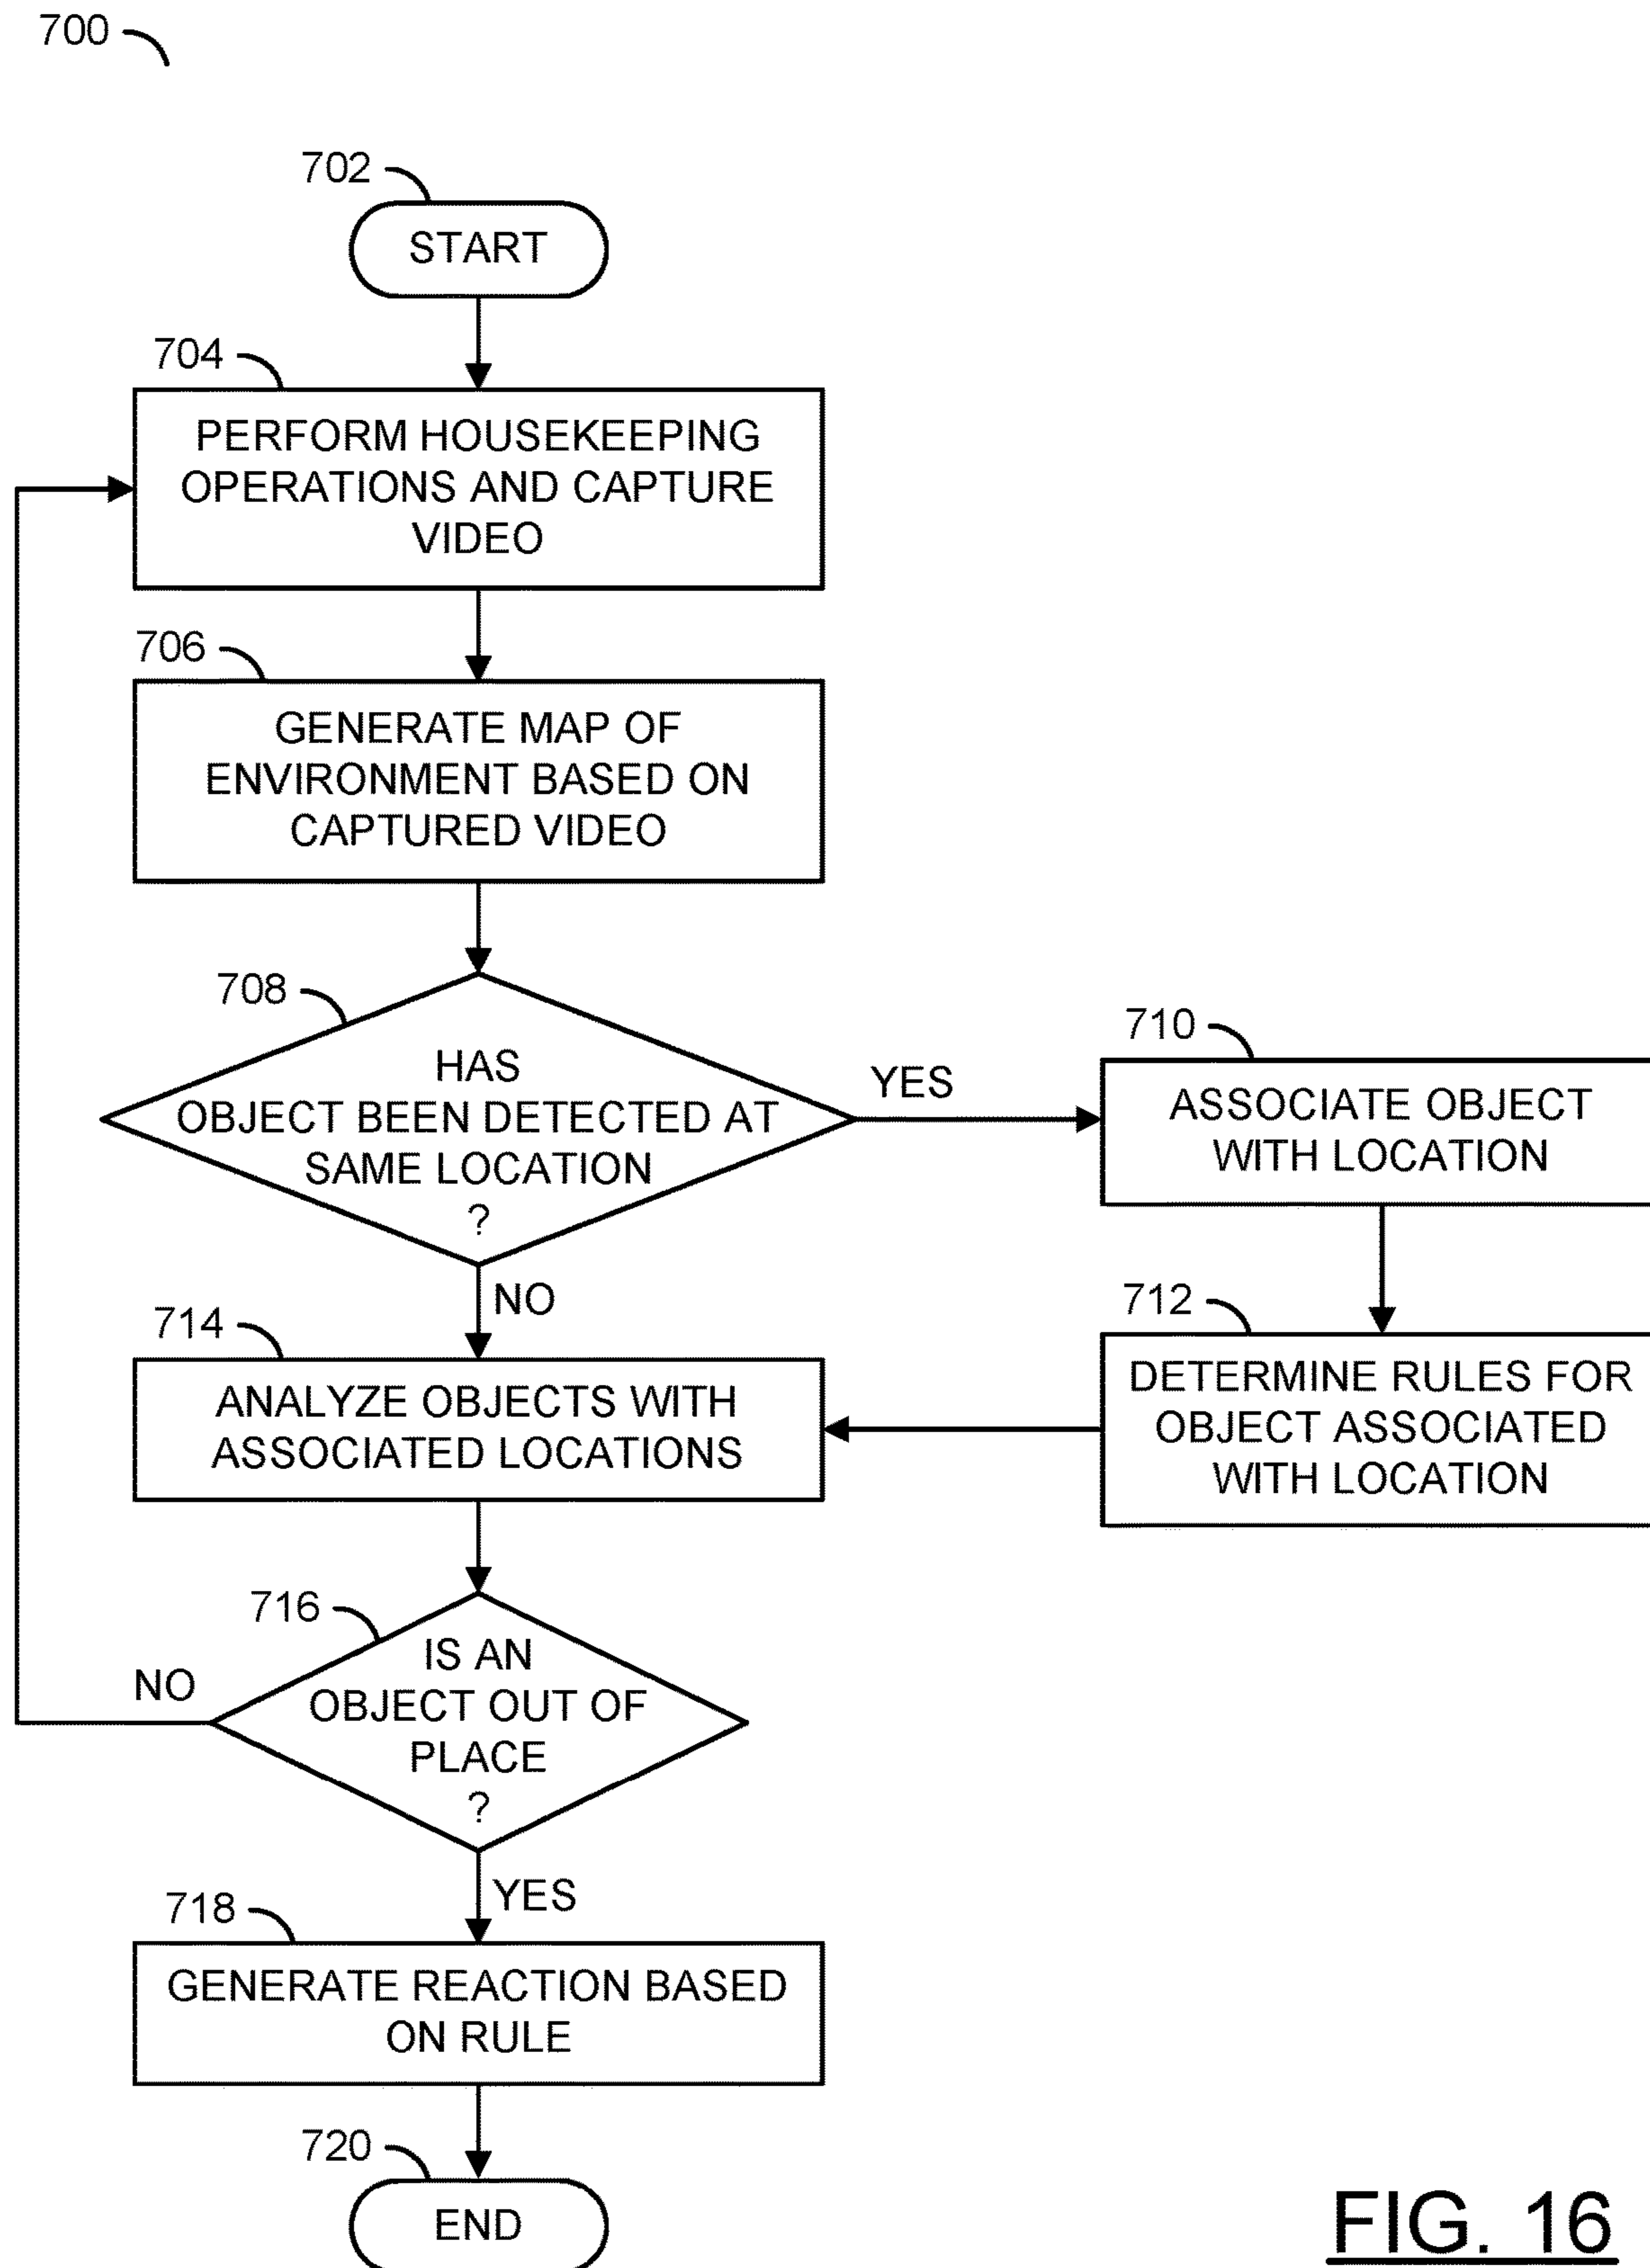 700
702
START
704
PERFORM HOUSEKEEPING
OPERATIONS AND CAPTURE
VIDEO
706
GENERATE MAP OF
ENVIRONMENT BASED ON
CAPTURED VIDEO
708
HAS
OBJECT BEEN DETECTED AT
SAME LOCATION
?
YES
710
ASSOCIATE OBJECT
WITH LOCATION
712
DETERMINE RULES FOR
OBJECT ASSOCIATED
WITH LOCATION
NO
714
ANALYZE OBJECTS WITH
ASSOCIATED LOCATIONS
716
IS AN
OBJECT OUT OF
PLACE
?
NO
YES
718
GENERATE REACTION BASED
ON RULE
720
END
FIG. 16